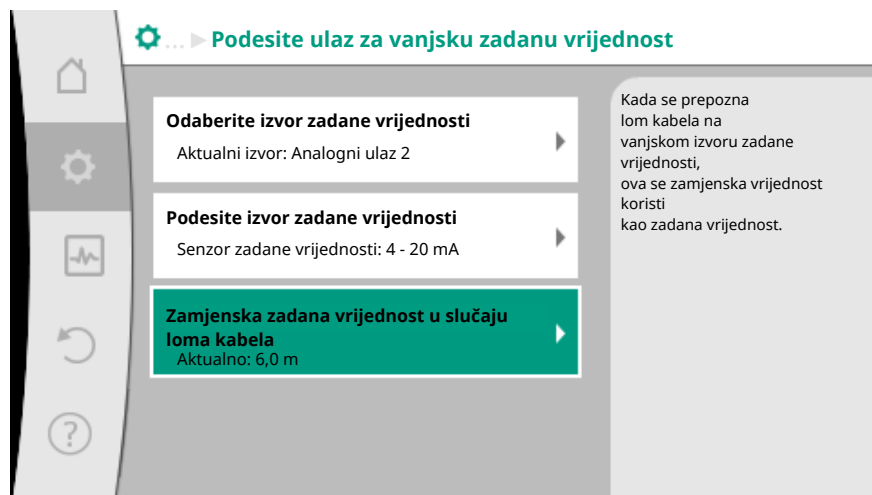 ... ▶ Podesite ulaz za vanjsku zadanu vrijednost
Odaberite izvor zadane vrijednosti
Aktualni izvor: Analogni ulaz 2
Podesite izvor zadane vrijednosti
Senzor zadane vrijednosti: 4 - 20 mA
Zamjenska zadana vrijednost u slučaju
loma kabela
Aktualno: 6,0 m
Kada se prepozna
lom kabela na
vanjskom izvoru zadane
vrijednosti,
ova se zamjenska vrijednost
koristi
kao zadana vrijednost.
?